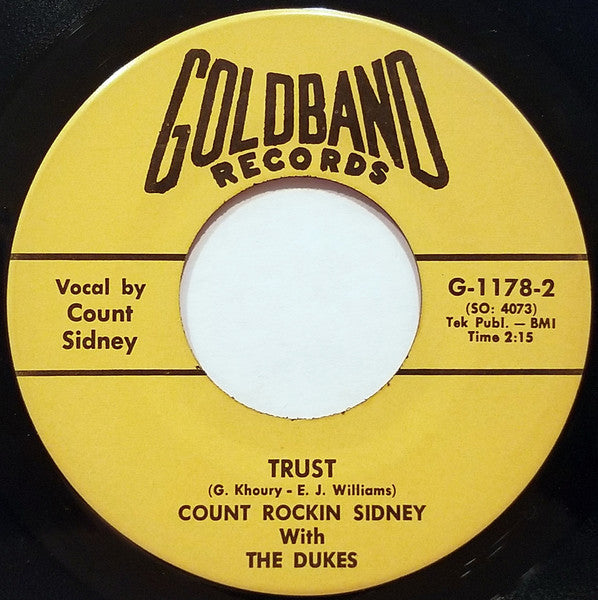 GOLDBAND
RECORDS
Vocal by
Count
Sidney
G-1178-2
(SO: 4073)
Tek Publ. — BMI
Time 2:15
TRUST
(G. Khoury - E. J. Williams)
COUNT ROCKIN SIDNEY
With
THE DUKES